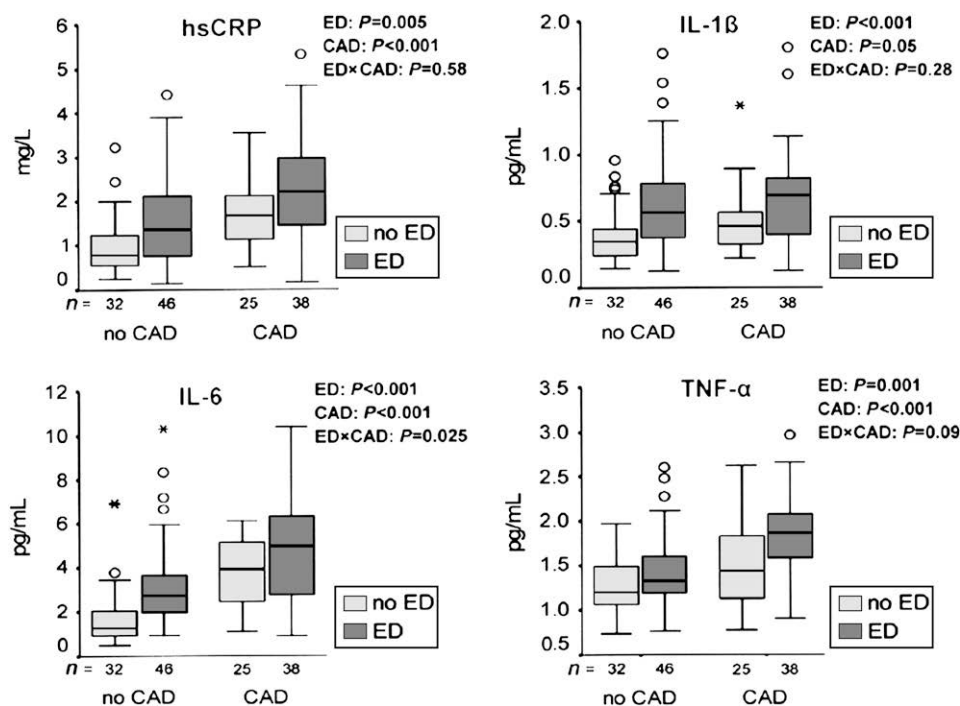 hsCRP
ED: P=0.005
CAD: P<0.001
ED×CAD: P=0.58
6
5
4
3
2
1
0
mg/L
no ED
ED
n = 32 46 25 38
no CAD CAD
IL-1ß
ED: P<0.001
CAD: P=0.05
ED×CAD: P=0.28
2.0
1.5
1.0
0.5
0.0
pg/mL
no ED
ED
n = 32 46 25 38
no CAD CAD
IL-6
ED: P<0.001
CAD: P<0.001
ED×CAD: P=0.025
12
10
8
6
4
2
0
pg/mL
no ED
ED
n = 32 46 25 38
no CAD CAD
TNF-α
ED: P=0.001
CAD: P<0.001
ED×CAD: P=0.09
3.5
3.0
2.5
2.0
1.5
1.0
0.5
pg/mL
no ED
ED
n = 32 46 25 38
no CAD CAD